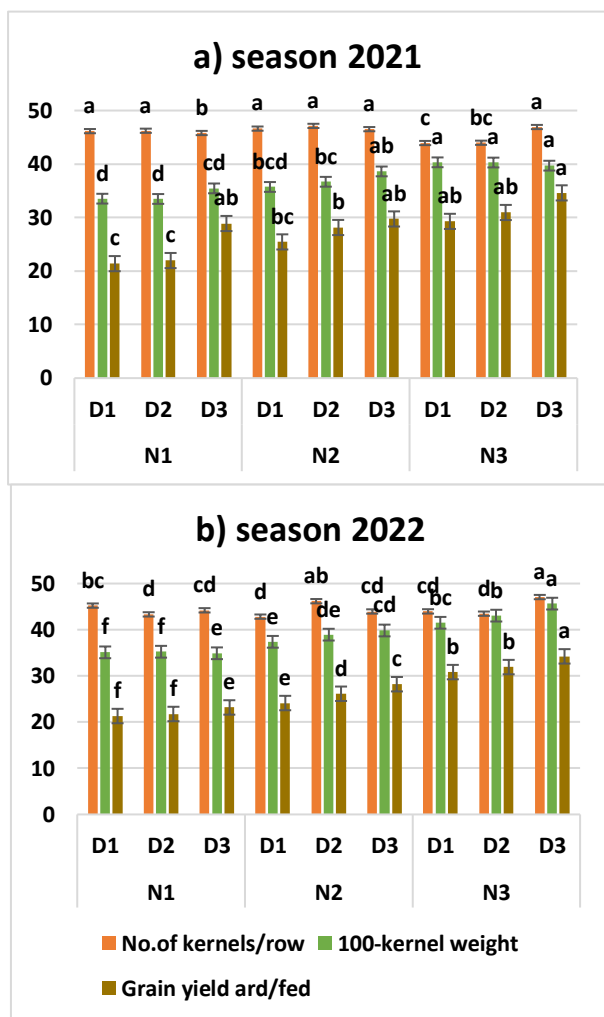 a) season 2021
50
40
30
20
10
0
a a b a a a c bc a
d d cd bcd bc ab a a a
c c ab bc b ab ab ab a
D1 D2 D3 D1 D2 D3 D1 D2 D3
N1 N2 N3
b) season 2022
50
40
30
20
10
0
bc d cd d ab cd cd d a
f f e e de cd bc b a
f f e e d c b b a
D1 D2 D3 D1 D2 D3 D1 D2 D3
N1 N2 N3
No.of kernels/row 100-kernel weight
Grain yield ard/fed